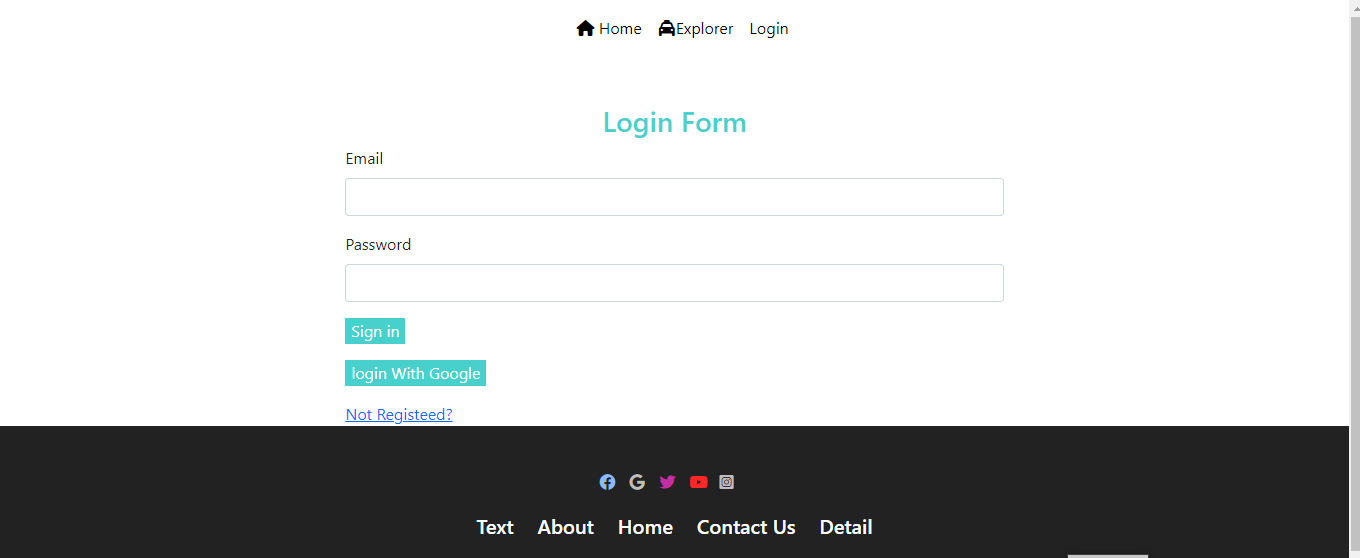 Home Explorer Login
Login Form
Email
Password
Sign in
login With Google
Not Registeed?
Text About Home Contact Us Detail